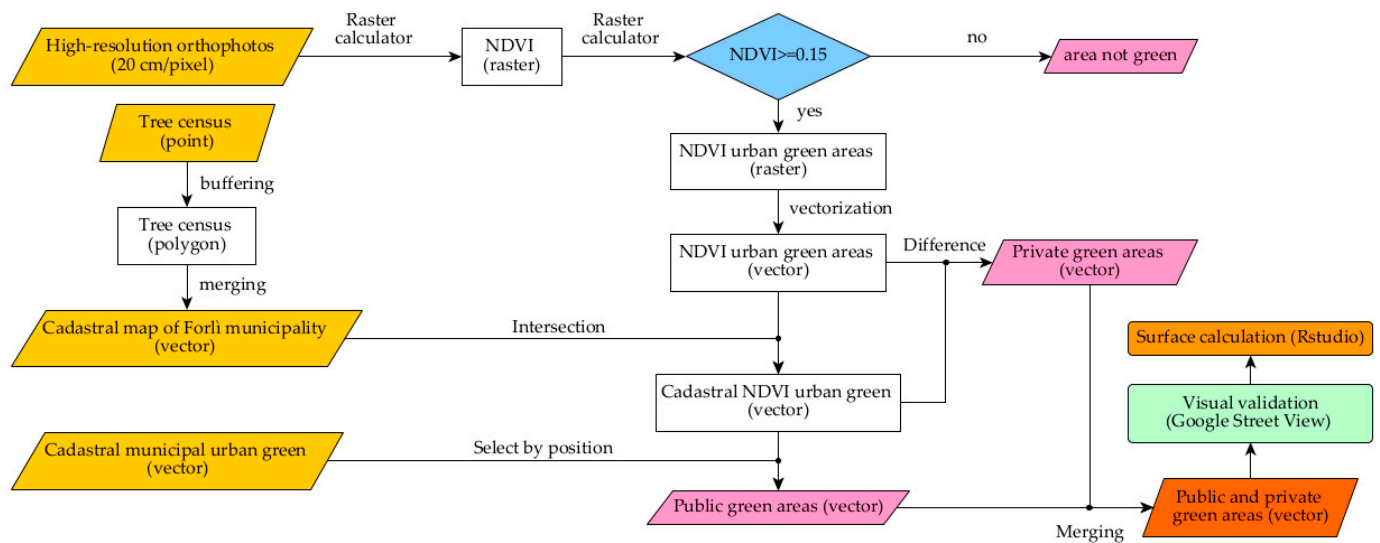 High-resolution orthophotos
(20 cm/pixel)
Raster
calculator
NDVI
(raster)
Raster
calculator
NDVI>=0.15
no
area not green
yes
Tree census
(point)
buffering
Tree census
(polygon)
merging
NDVI urban green areas
(raster)
vectorization
NDVI urban green areas
(vector)
Difference
Private green areas
(vector)
Cadastral map of Forlì municipality
(vector)
Intersection
Cadastral NDVI urban green
(vector)
Surface calculation (Rstudio)
Visual validation
(Google Street View)
Cadastral municipal urban green
(vector)
Select by position
Public green areas (vector)
Merging
Public and private
green areas (vector)